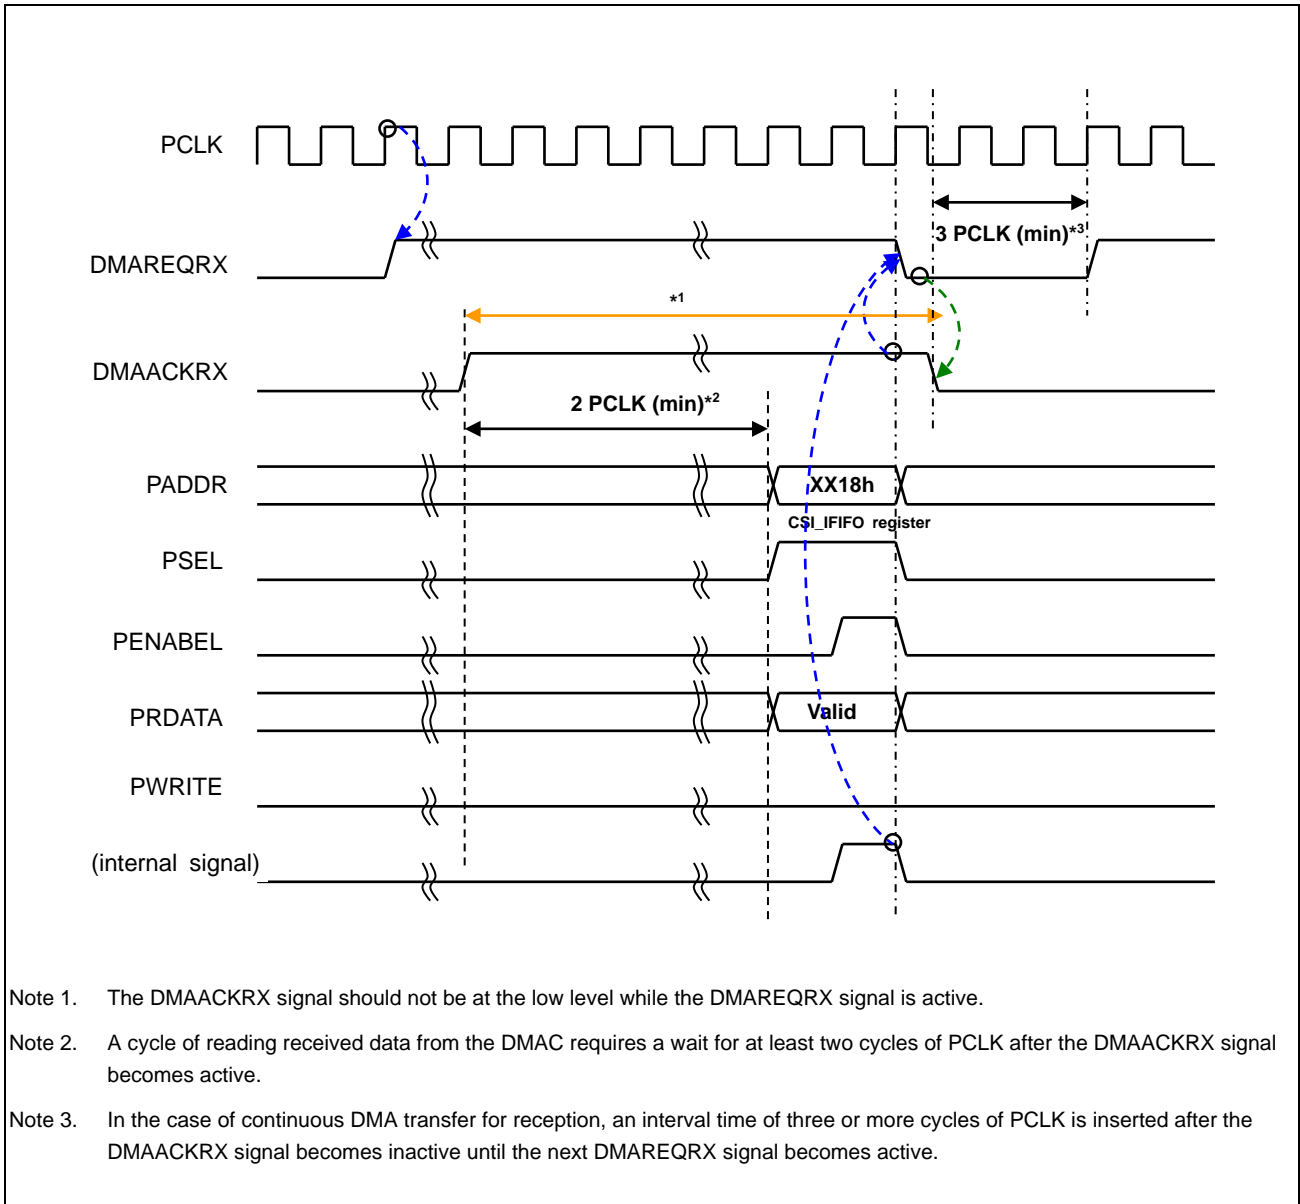 PCLK
3 PCLK (min)*3
DMAREQRX
*1
DMAACKRX
2 PCLK (min)*2
PADDR
XX18h
CSI_IFIFO register
PSEL
PENABEL
PRDATA
Valid
PWRITE
(internal signal)
Note 1. The DMAACKRX signal should not be at the low level while the DMAREQRX signal is active.
Note 2. A cycle of reading received data from the DMAC requires a wait for at least two cycles of PCLK after the DMAACKRX signal
becomes active.
Note 3. In the case of continuous DMA transfer for reception, an interval time of three or more cycles of PCLK is inserted after the
DMAACKRX signal becomes inactive until the next DMAREQRX signal becomes active.